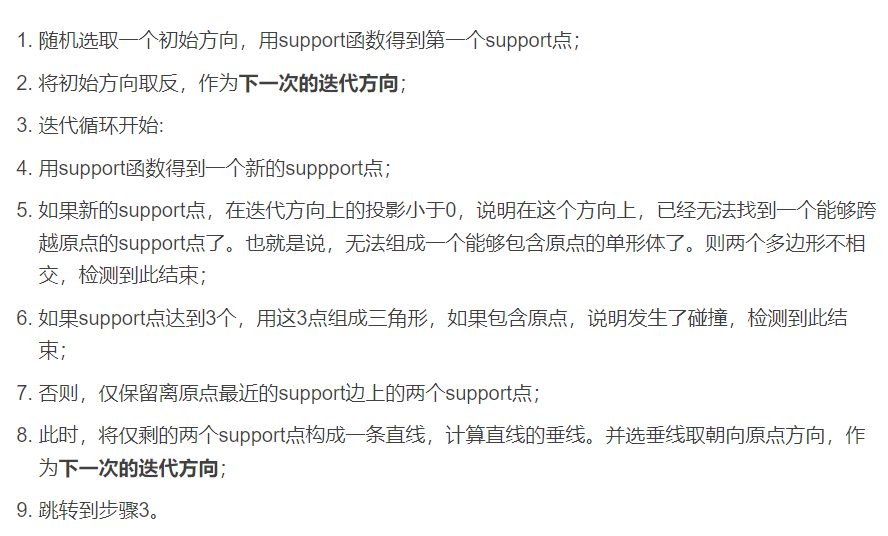 1. 随机选取一个初始方向，用support函数得到第一个support点；
2. 将初始方向取反，作为下一次的迭代方向；
3. 迭代循环开始:
4. 用support函数得到一个新的suppport点；
5. 如果新的support点，在迭代方向上的投影小于0，说明在这个方向上，已经无法找到一个能够跨
越原点的support点了。也就是说，无法组成一个能够包含原点的单形体了。则两个多边形不相
交，检测到此结束；
6. 如果support点达到3个，用这3点组成三角形，如果包含原点，说明发生了碰撞，检测到此结
束；
7. 否则，仅保留离原点最近的support边上的两个support点；
8. 此时，将仅剩的两个support点构成一条直线，计算直线的垂线。并选垂线取朝向原点方向，作
为下一次的迭代方向；
9. 跳转到步骤3。